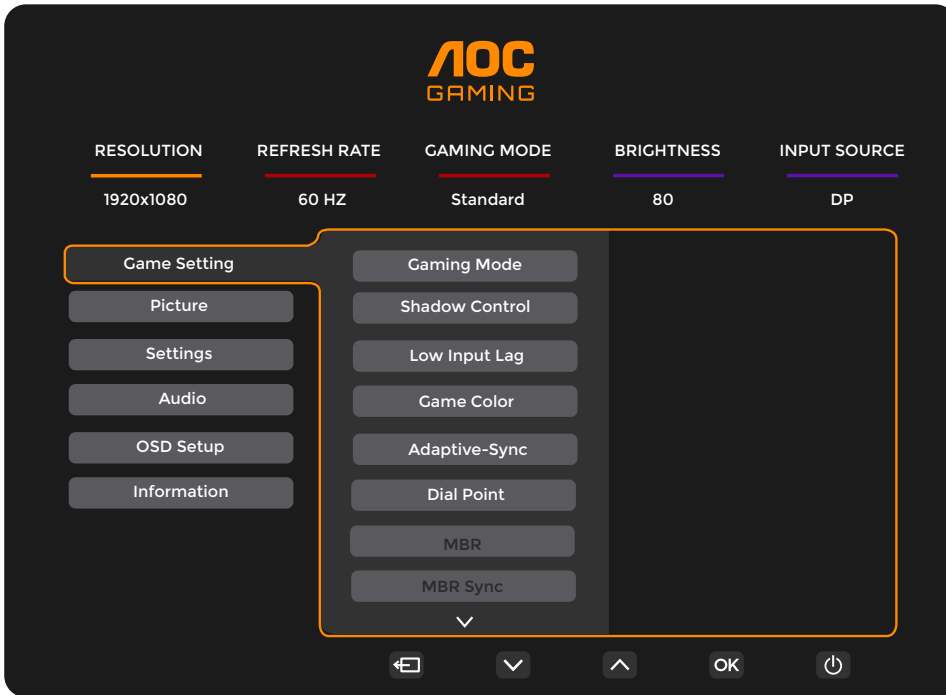 AOC
GAMING
RESOLUTION REFRESH RATE GAMING MODE BRIGHTNESS INPUT SOURCE
1920x1080 60 HZ Standard 80 DP
Game Setting
Picture
Settings
Audio
OSD Setup
Information
Gaming Mode
Shadow Control
Low Input Lag
Game Color
Adaptive-Sync
Dial Point
MBR
MBR Sync
OK